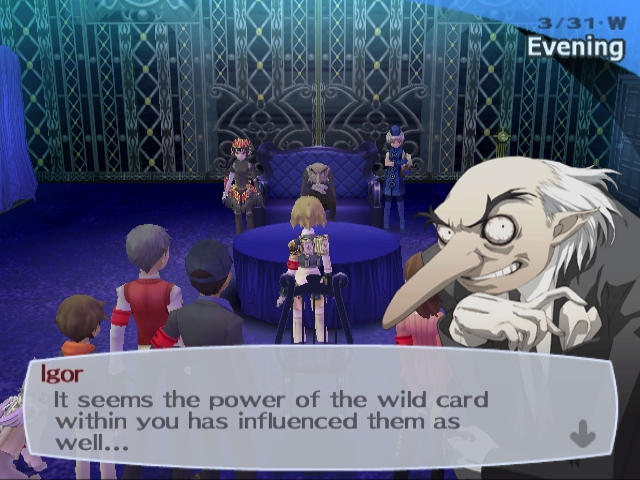 3/31・W
Evening
Igor
It seems the power of the wild card
within you has influenced them as
well...